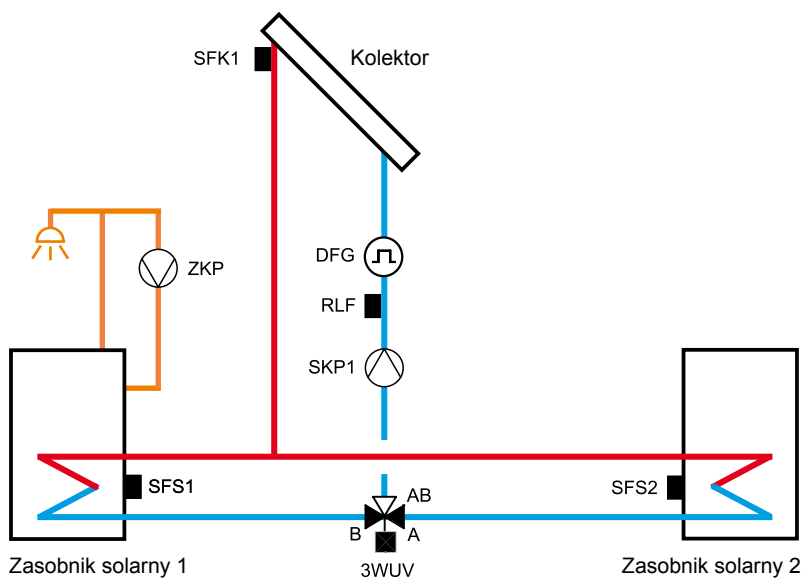 SFK1
Kolektor
DFG
ZKP
RLF
SKP1
SFS1
SFS2
AB
B
A
3WUV
Zasobnik solarny 1
Zasobnik solarny 2